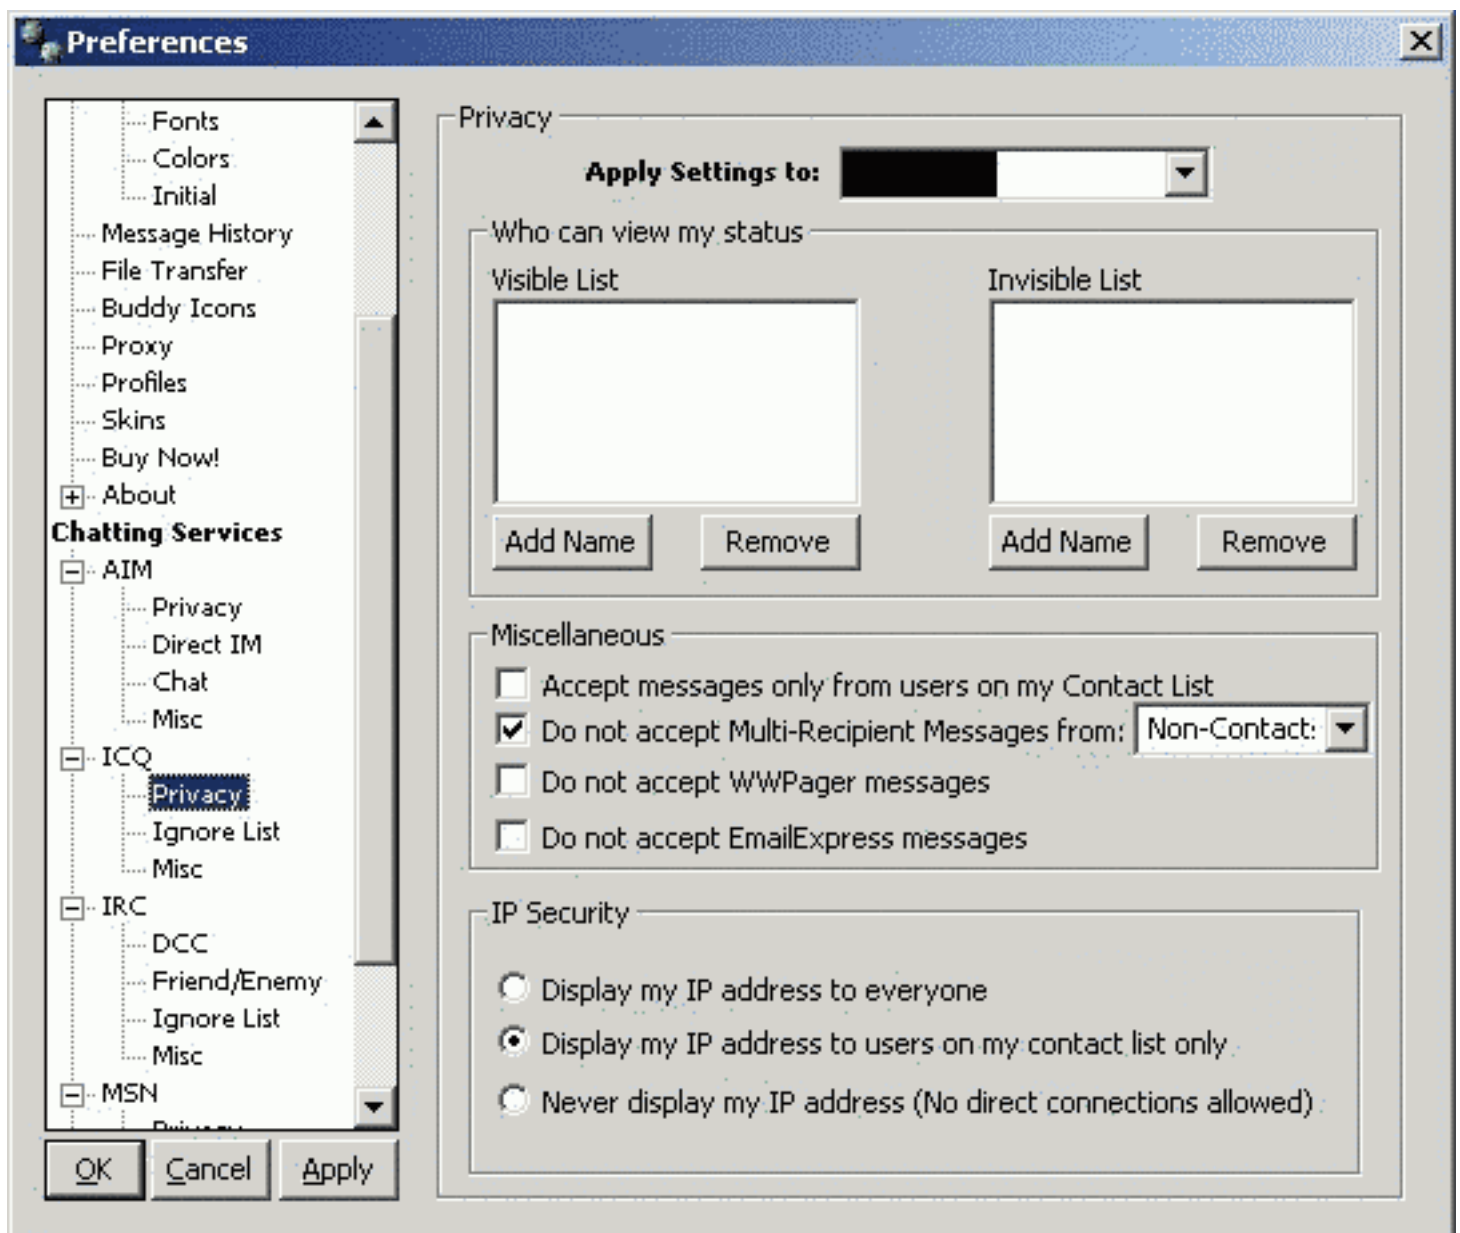 Preferences
Fonts
Colors
Initial
Message History
File Transfer
Buddy Icons
Proxy
Profiles
Skins
Buy Now!
About
Chatting Services
AIM
Privacy
Direct IM
Chat
Misc
ICQ
Privacy
Ignore List
Misc
IRC
DCC
Friend/Enemy
Ignore List
Misc
MSN
Privacy
OK Cancel Apply
Privacy
Apply Settings to:
Who can view my status
Visible List Invisible List
Add Name Remove Add Name Remove
Miscellaneous
Accept messages only from users on my Contact List
Do not accept Multi-Recipient Messages from: Non-Contact
Do not accept WWPager messages
Do not accept EmailExpress messages
IP Security
Display my IP address to everyone
Display my IP address to users on my contact list only
Never display my IP address (No direct connections allowed)